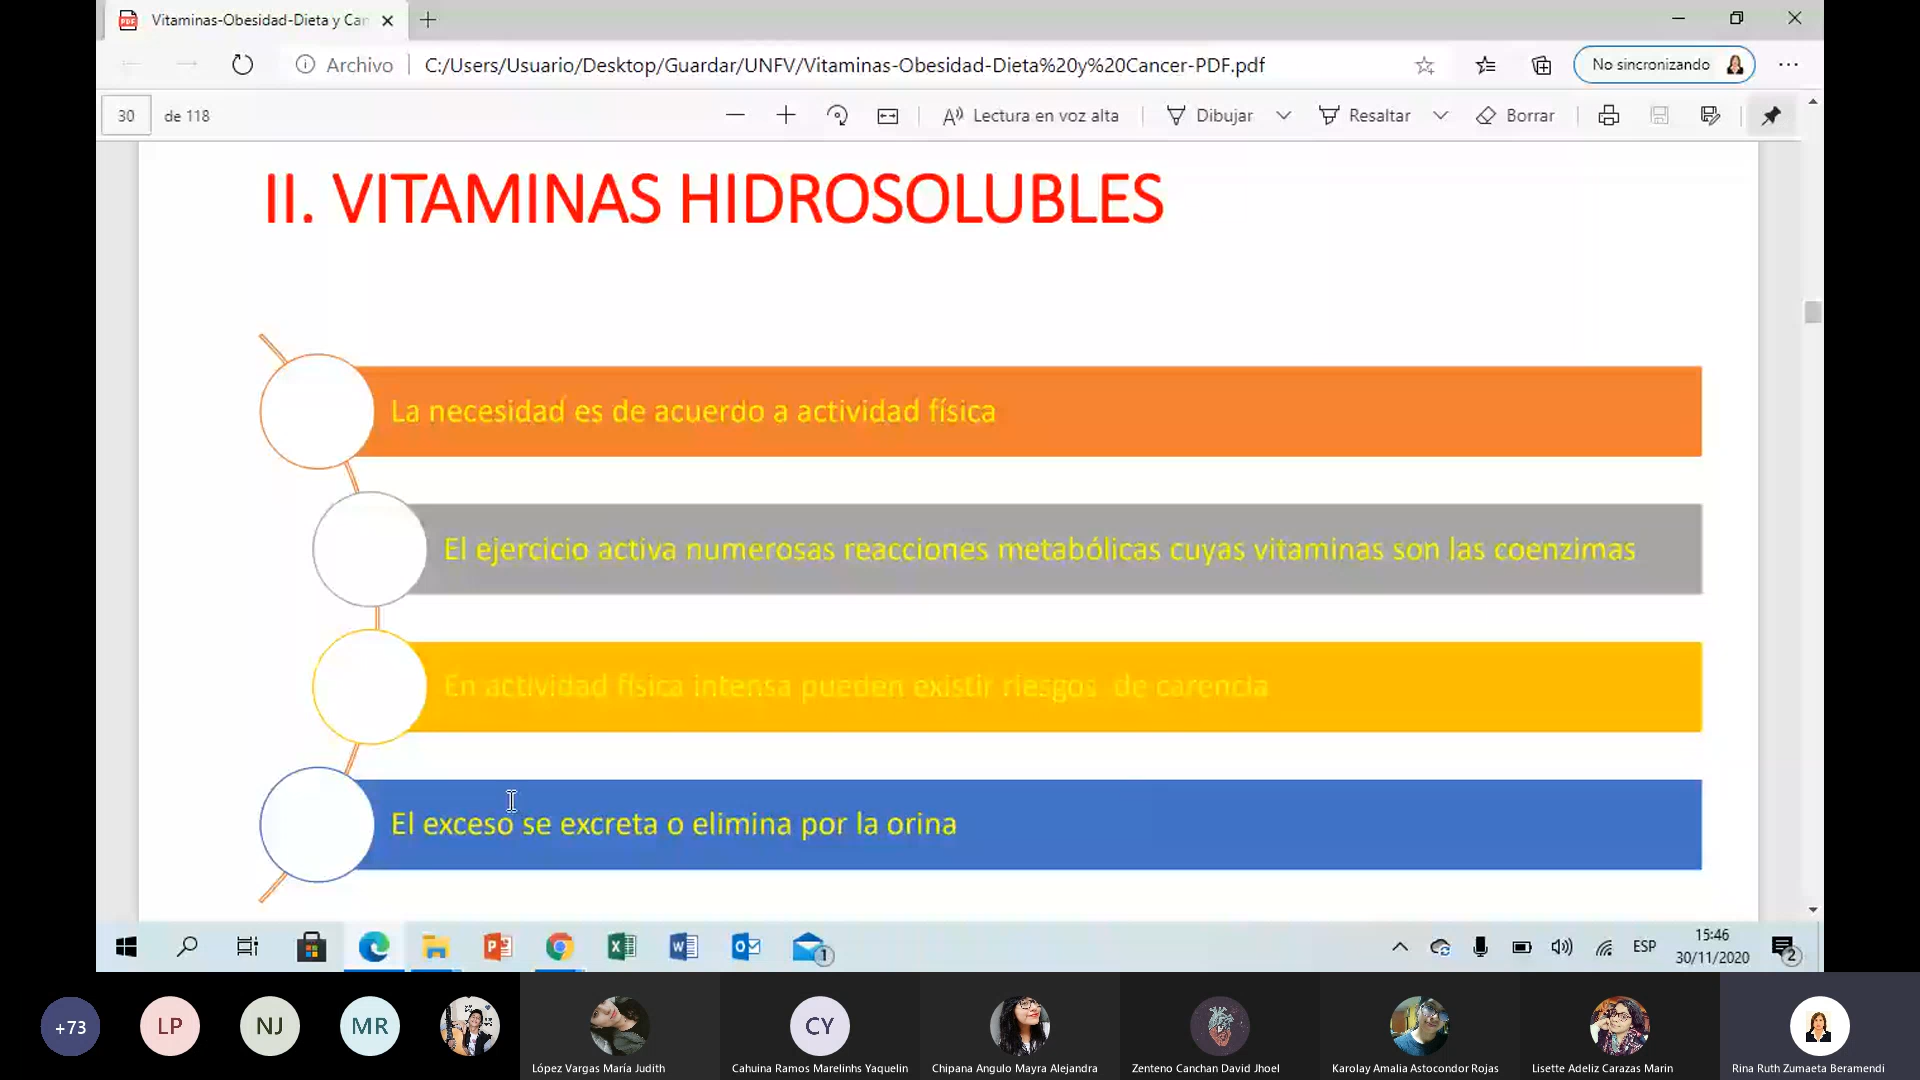 Vitaminas-Obesidad-Dieta y Can
Archivo
C:/Users/Usuario/Desktop/Guardar/UNFV/Vitaminas-Obesidad-Dieta%20y%20Cancer-PDF.pdf
No sincronizando
30 de 118
Lectura en voz alta
Dibujar
Resaltar
Borrar
II. VITAMINAS HIDROSOLUBLES
La necesidad es de acuerdo a actividad física
El ejercicio activa numerosas reacciones metabólicas cuyas vitaminas son las coenzimas
En actividad física intensa pueden existir riesgos de carencia
El exceso se excreta o elimina por la orina
1
ESP
15:46
30/11/2020
2
+73
LP
NJ
MR
CY
López Vargas María Judith
Cahuina Ramos Marelinhs Yaquelin
Chipana Angulo Mayra Alejandra
Zenteno Canchan David Jhoel
Karolay Amalia Astocondor Rojas
Lisette Adeliz Carazas Marin
Rina Ruth Zumaeta Beramendi